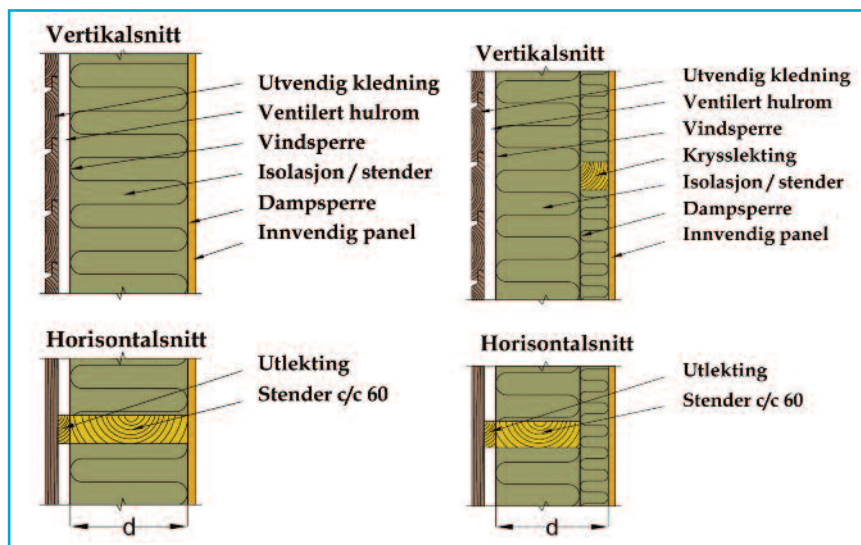 Vertikalsnitt
Utvendig kledning
Ventilert hulrom
Vindsperre
Isolasjon / stender
Dampsperre
Innvendig panel
Horisontalsnitt
Utlekting
Stender c/c 60
d
Vertikalsnitt
Utvendig kledning
Ventilert hulrom
Vindsperre
Krysslekting
Isolasjon / stender
Dampsperre
Innvendig panel
Horisontalsnitt
Utlekting
Stender c/c 60
d